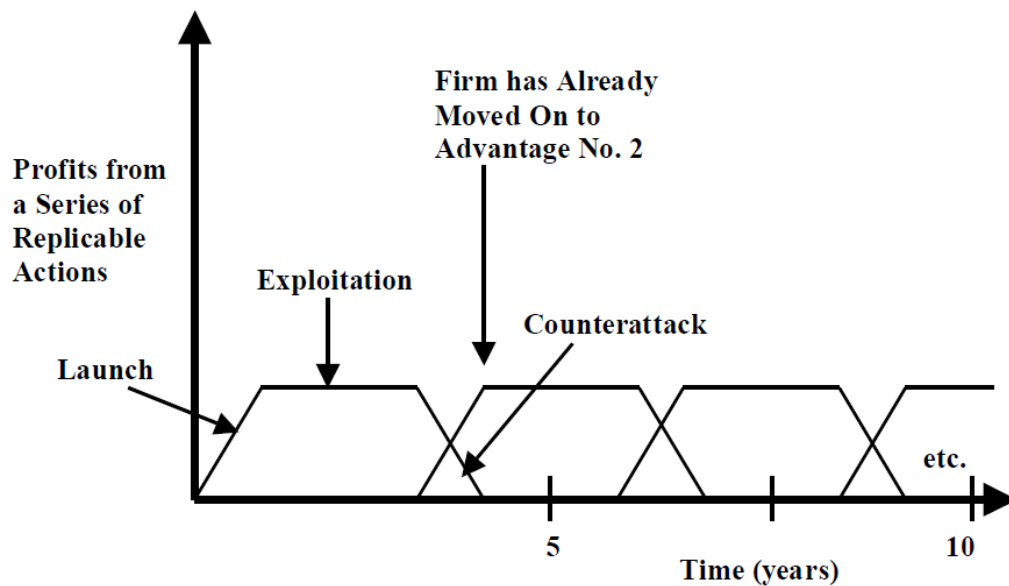 Firm has Already
Moved On to
Advantage No. 2
Profits from
a Series of
Replicable
Actions
Exploitation
Counterattack
Launch
etc.
5
10
Time (years)